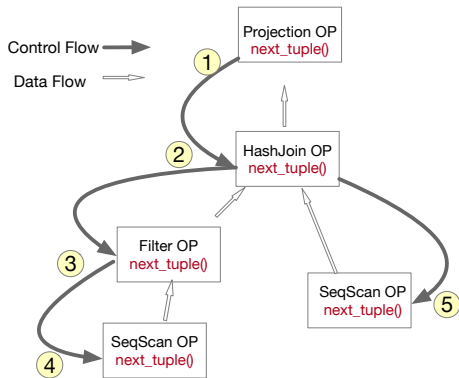 Projection OP
next_tuple()
Control Flow
1
Data Flow
2
HashJoin OP
next_tuple()
3
Filter OP
next_tuple()
SeqScan OP
next_tuple()
5
4
SeqScan OP
next_tuple()